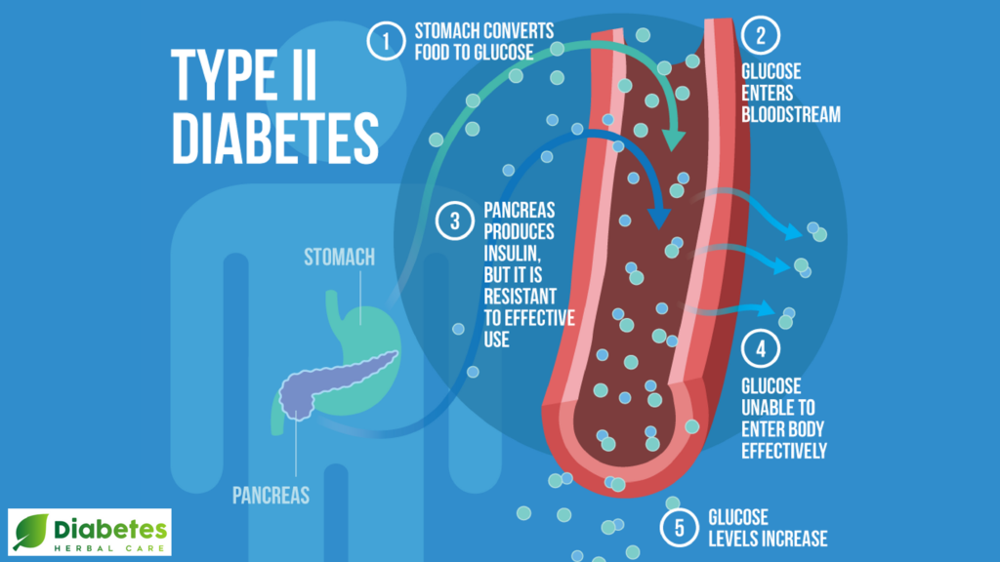 TYPE II
DIABETES
1
STOMACH CONVERTS
FOOD TO GLUCOSE
2
GLUCOSE
ENTERS
BLOODSTREAM
3
PANCREAS
PRODUCES
INSULIN,
BUT IT IS
RESISTANT
TO EFFECTIVE
USE
STOMACH
PANCREAS
4
GLUCOSE
UNABLE TO
ENTER BODY
EFFECTIVELY
5
GLUCOSE
LEVELS INCREASE
Diabetes
HERBAL CARE